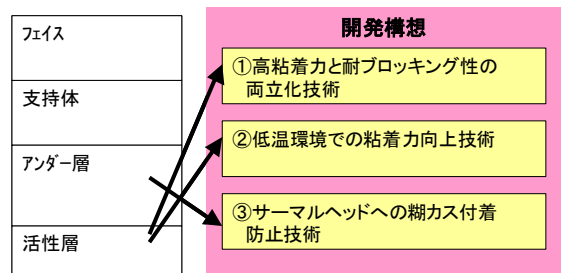 フェイス
支持体
アンダー層
活性層
開発構想
①高粘着力と耐ブロッキング性の
両立化技術
②低温環境での粘着力向上技術
③サーマルヘッドへの糊カス付着
防止技術